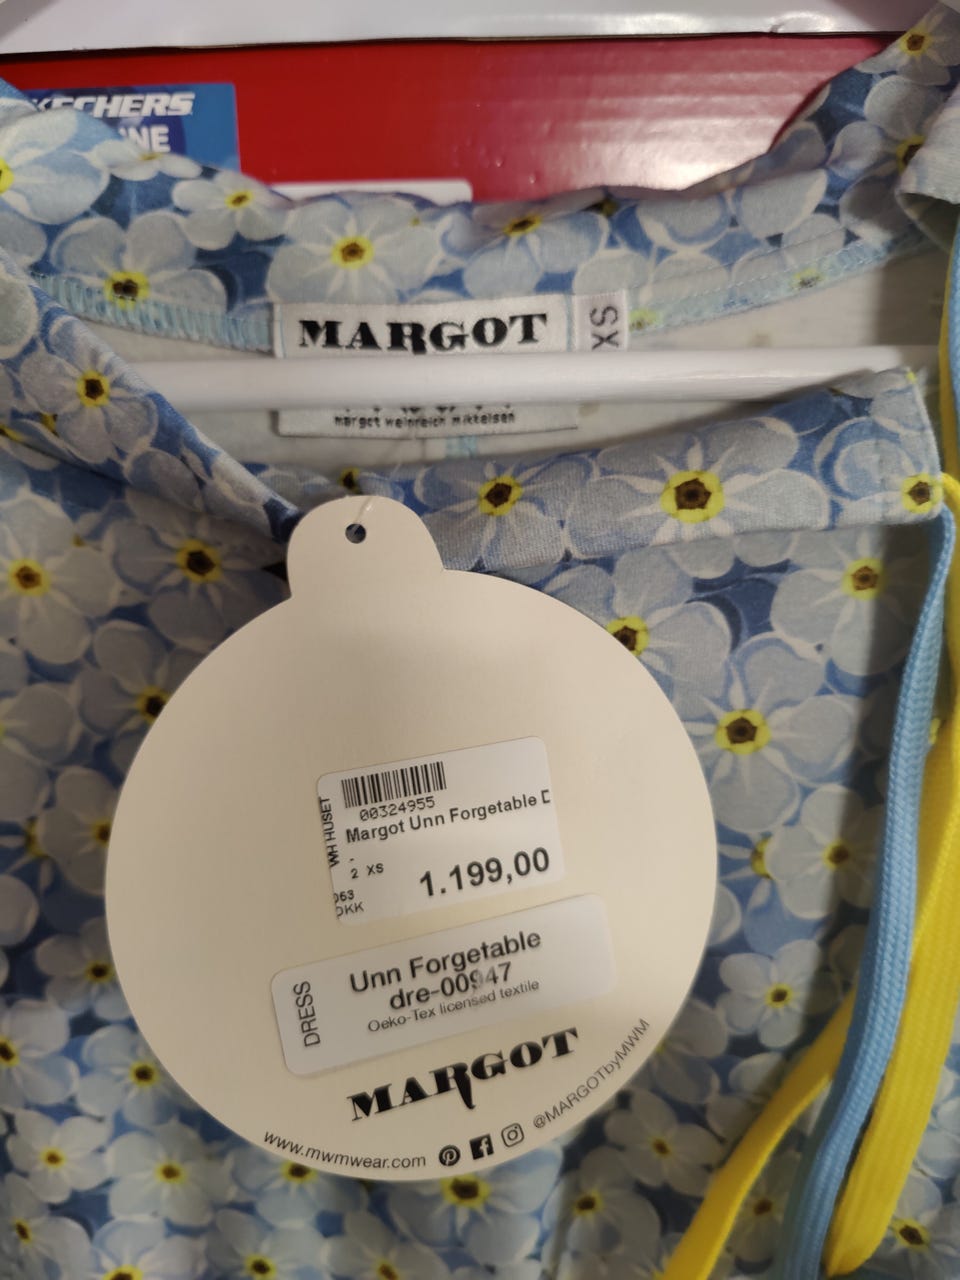 SKECHERS
MARGOT
XS
margot weinreich mikkelsen
WH HUSET
00324955
Margot Unn Forgetable D
-
2 XS
1.199,00
063
DKK
DRESS
Unn Forgetable
dre-00947
Oeko-Tex licensed textile
MARGOT
www.mwmwear.com
@MARGOTbyMWM